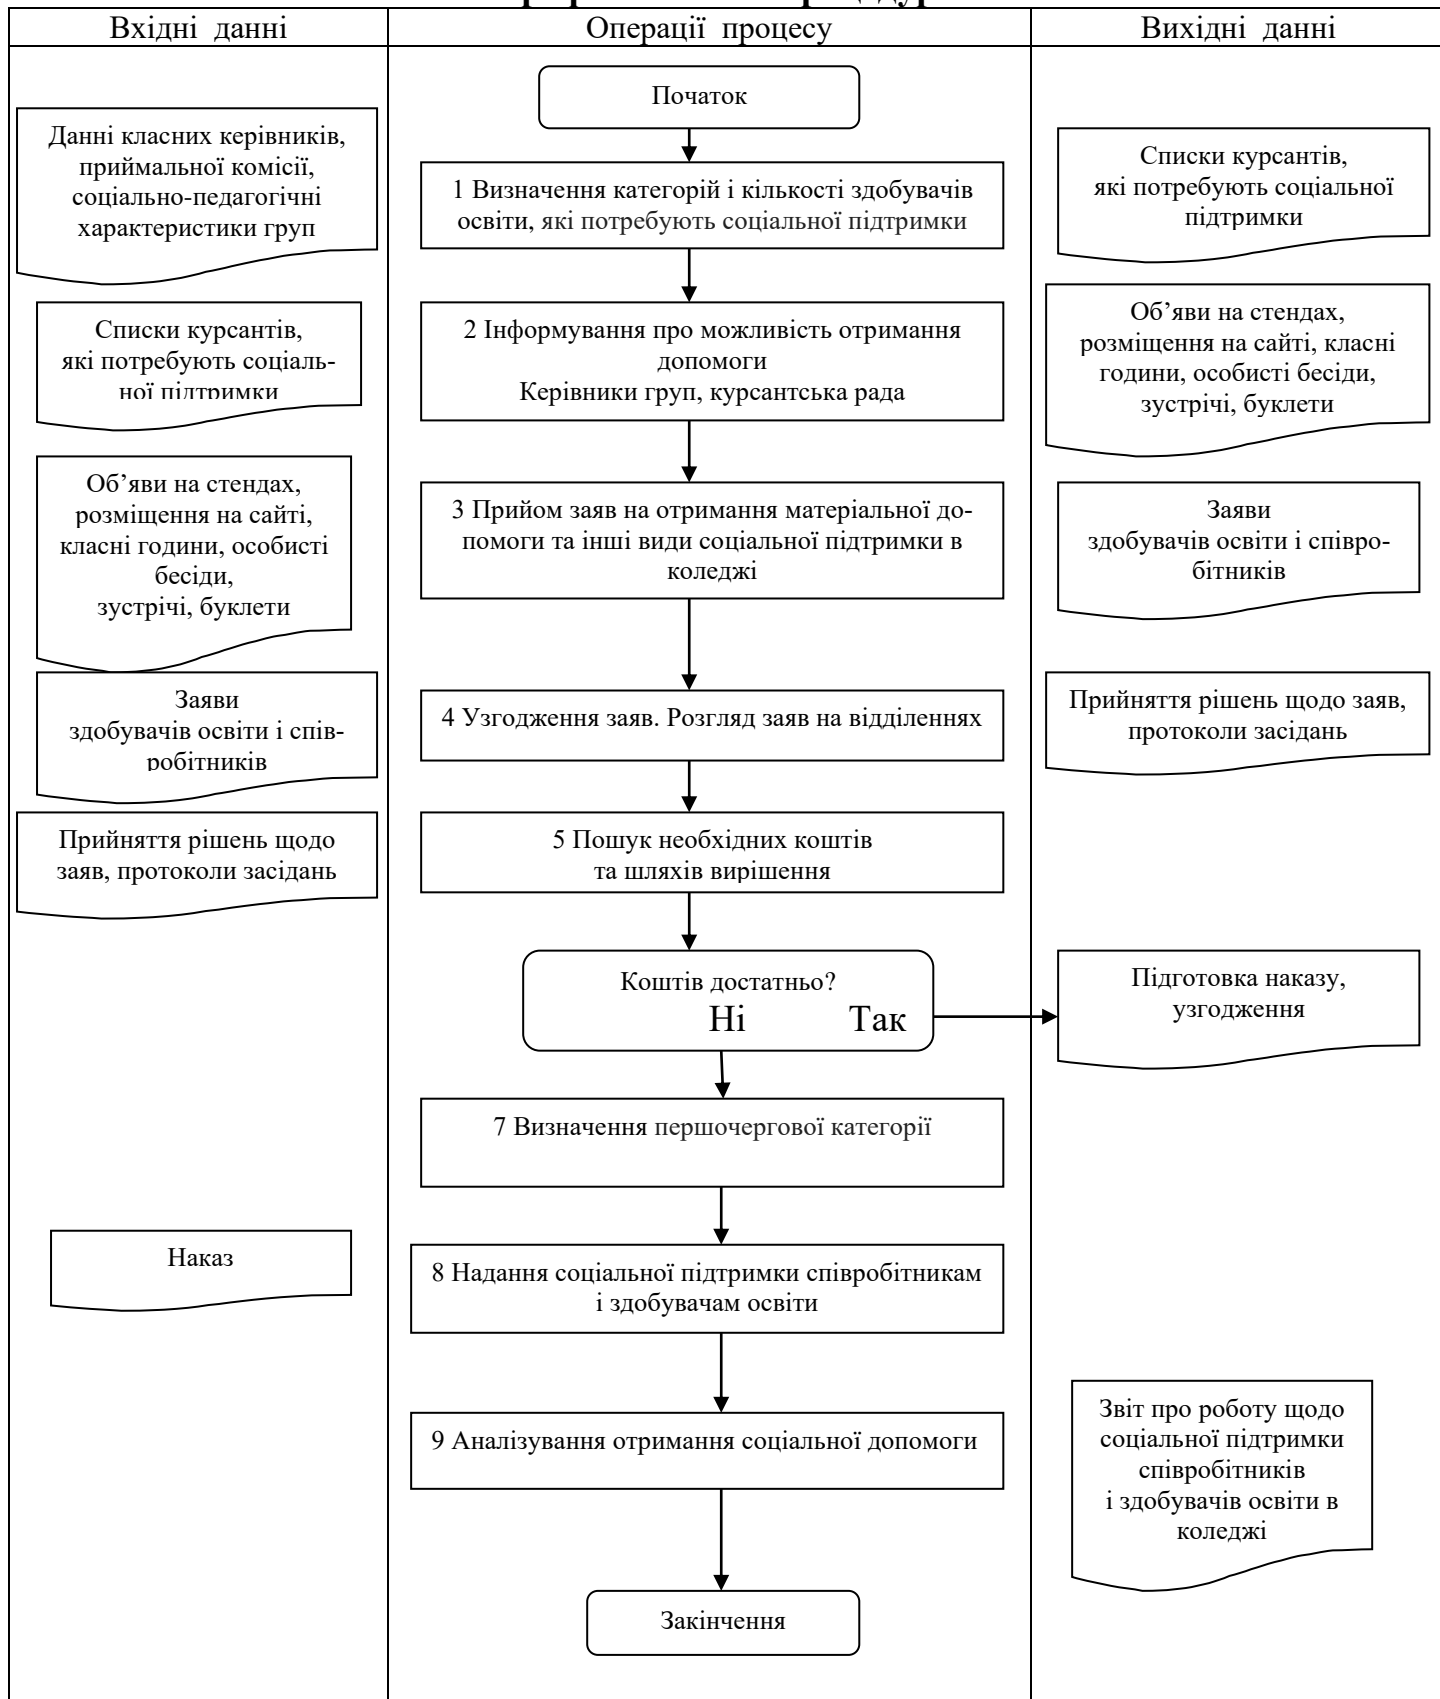 Вхідні данні
Операції процесу
Вихідні данні
Початок
Данні класних керівників,
приймальної комісії,
соціально-педагогічні
характеристики груп
1 Визначення категорій і кількості здобувачів
освіти, які потребують соціальної підтримки
Списки курсантів,
які потребують соціальної
підтримки
Списки курсантів,
які потребують соціаль-
ної підтримки
2 Інформування про можливість отримання
допомоги
Керівники груп, курсантська рада
Об’яви на стендах,
розміщення на сайті, класні
години, особисті бесіди,
зустрічі, буклети
Об’яви на стендах,
розміщення на сайті,
класні години, особисті
бесіди,
зустрічі, буклети
3 Прийом заяв на отримання матеріальної до-
помоги та інші види соціальної підтримки в
коледжі
Заяви
здобувачів освіти і співро-
бітників
Заяви
здобувачів освіти і спів-
робітників
4 Узгодження заяв. Розгляд заяв на відділеннях
Прийняття рішень щодо заяв,
протоколи засідань
Прийняття рішень щодо
заяв, протоколи засідань
5 Пошук необхідних коштів
та шляхів вирішення
Коштів достатньо?
Ні Так
Підготовка наказу,
узгодження
7 Визначення першочергової категорії
Наказ
8 Надання соціальної підтримки співробітникам
і здобувачам освіти
9 Аналізування отримання соціальної допомоги
Звіт про роботу щодо
соціальної підтримки
співробітників
і здобувачів освіти в
коледжі
Закінчення